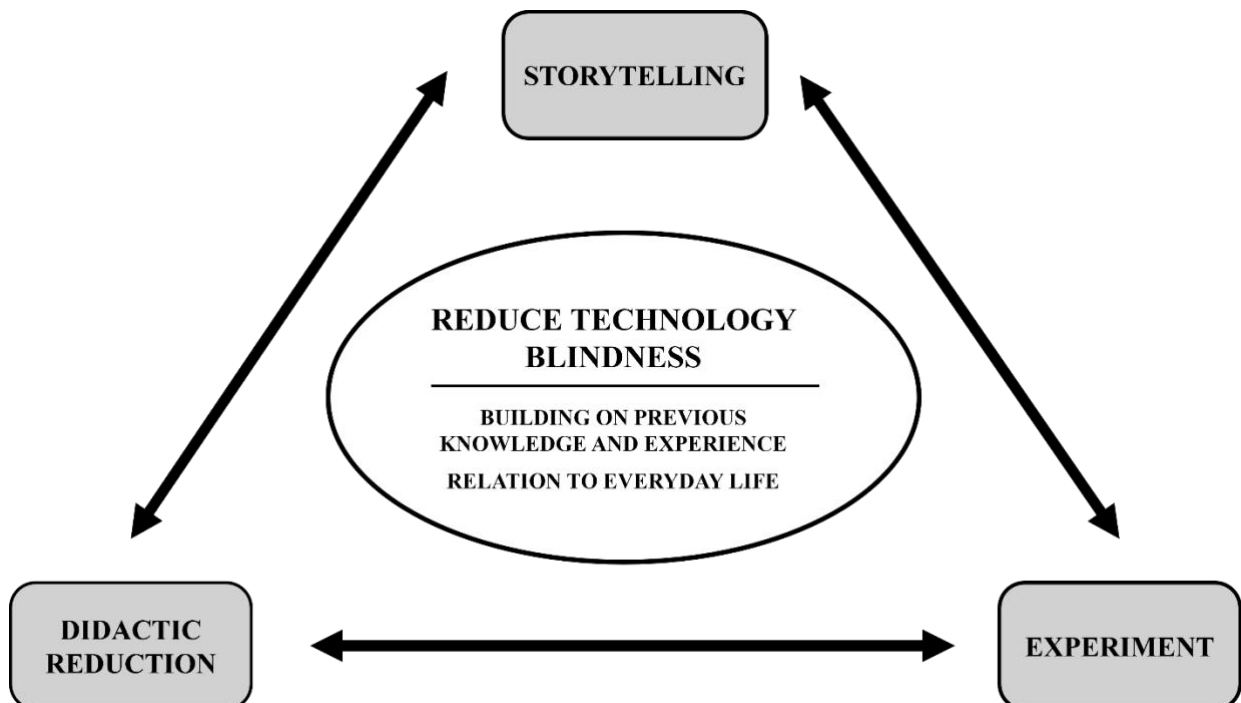 STORYTELLING
REDUCE TECHNOLOGY
BLINDNESS
BUILDING ON PREVIOUS
KNOWLEDGE AND EXPERIENCE
RELATION TO EVERYDAY LIFE
DIDACTIC
REDUCTION
EXPERIMENT